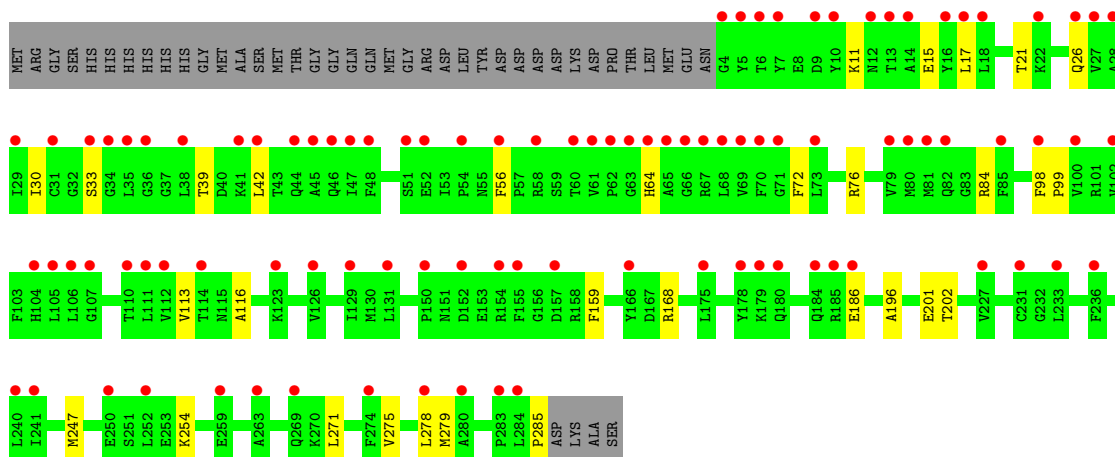 MET ARG GLY SER HIS HIS HIS HIS HIS HIS GLY MET ALA SER MET THR GLY GLY GLN GLN MET GLY ARG ASP LEU TYR ASP ASP ASP ASP LYS ASP PRO THR LEU MET GLU ASN G4 Y5 T6 Y7 E8 D9 Y10 K11 N12 T13 A14 E15 Y16 L17 L18 T21 K22 Q26 V27 A28
I29 I30 C31 G32 S33 G34 L35 G36 G37 L38 T39 D40 K41 L42 T43 Q44 A45 Q46 I47 F48 S51 E52 I53 P54 N55 F56 P57 R58 S59 T60 V61 P62 G63 H64 A65 G66 R67 L68 V69 F70 G71 F72 L73 R76 V79 M80 M81 Q82 G83 R84 F85 F98 P99 V100 R101 V102
F103 H104 L105 L106 G107 T110 L111 V112 V113 T114 N115 A116 K123 V126 I129 M130 L131 P150 N151 D152 E153 R154 F155 G156 D157 R158 F159 Y166 D167 R168 L175 Y178 K179 Q180 Q184 R185 E186 A196 E201 T202 V227 C231 G232 L233 F236
L240 I241 M247 E250 S251 L252 E253 K254 E259 A263 Q269 K270 L271 F274 V275 L278 M279 A280 P283 L284 P285 ASP LYS ALA SER